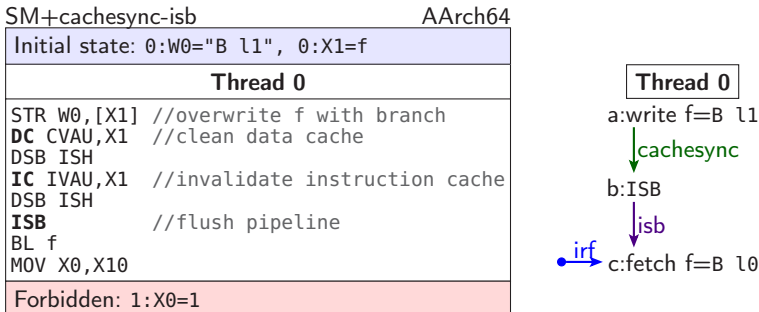 SM+cachesync-isb AArch64
Initial state: 0:W0="B l1", 0:X1=f
Thread 0
STR W0,[X1] //overwrite f with branch
DC CVAU,X1 //clean data cache
DSB ISH
IC IVAU,X1 //invalidate instruction cache
DSB ISH
ISB //flush pipeline
BL f
MOV X0,X10
Forbidden: 1:X0=1
Thread 0
a:write f=B l1
cachesync
b:ISB
isb
irf
c:fetch f=B l0